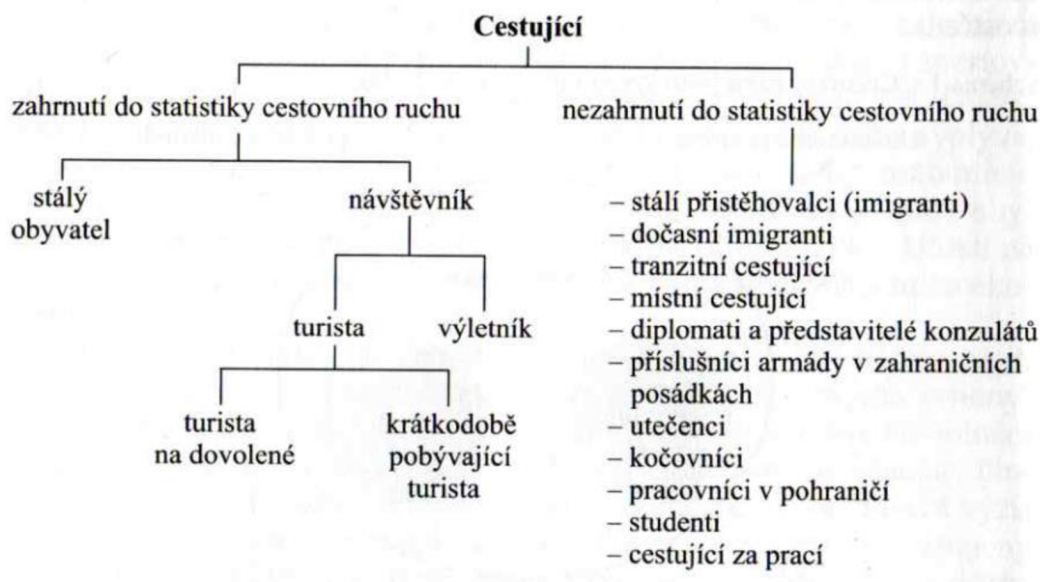 Cestující
zahrnutí do statistiky cestovního ruchu
nezahrnutí do statistiky cestovního ruchu
stálý
obyvatel
návštěvník
turista
výletník
turista
na dovolené
krátkodobě
pobývající
turista
– stálí přistěhovalci (imigranti)
– dočasní imigranti
– tranzitní cestující
– místní cestující
– diplomati a představitelé konzulátů
– příslušníci armády v zahraničních
posádkách
– utečenci
– kočovníci
– pracovníci v pohraničí
– studenti
– cestující za prací